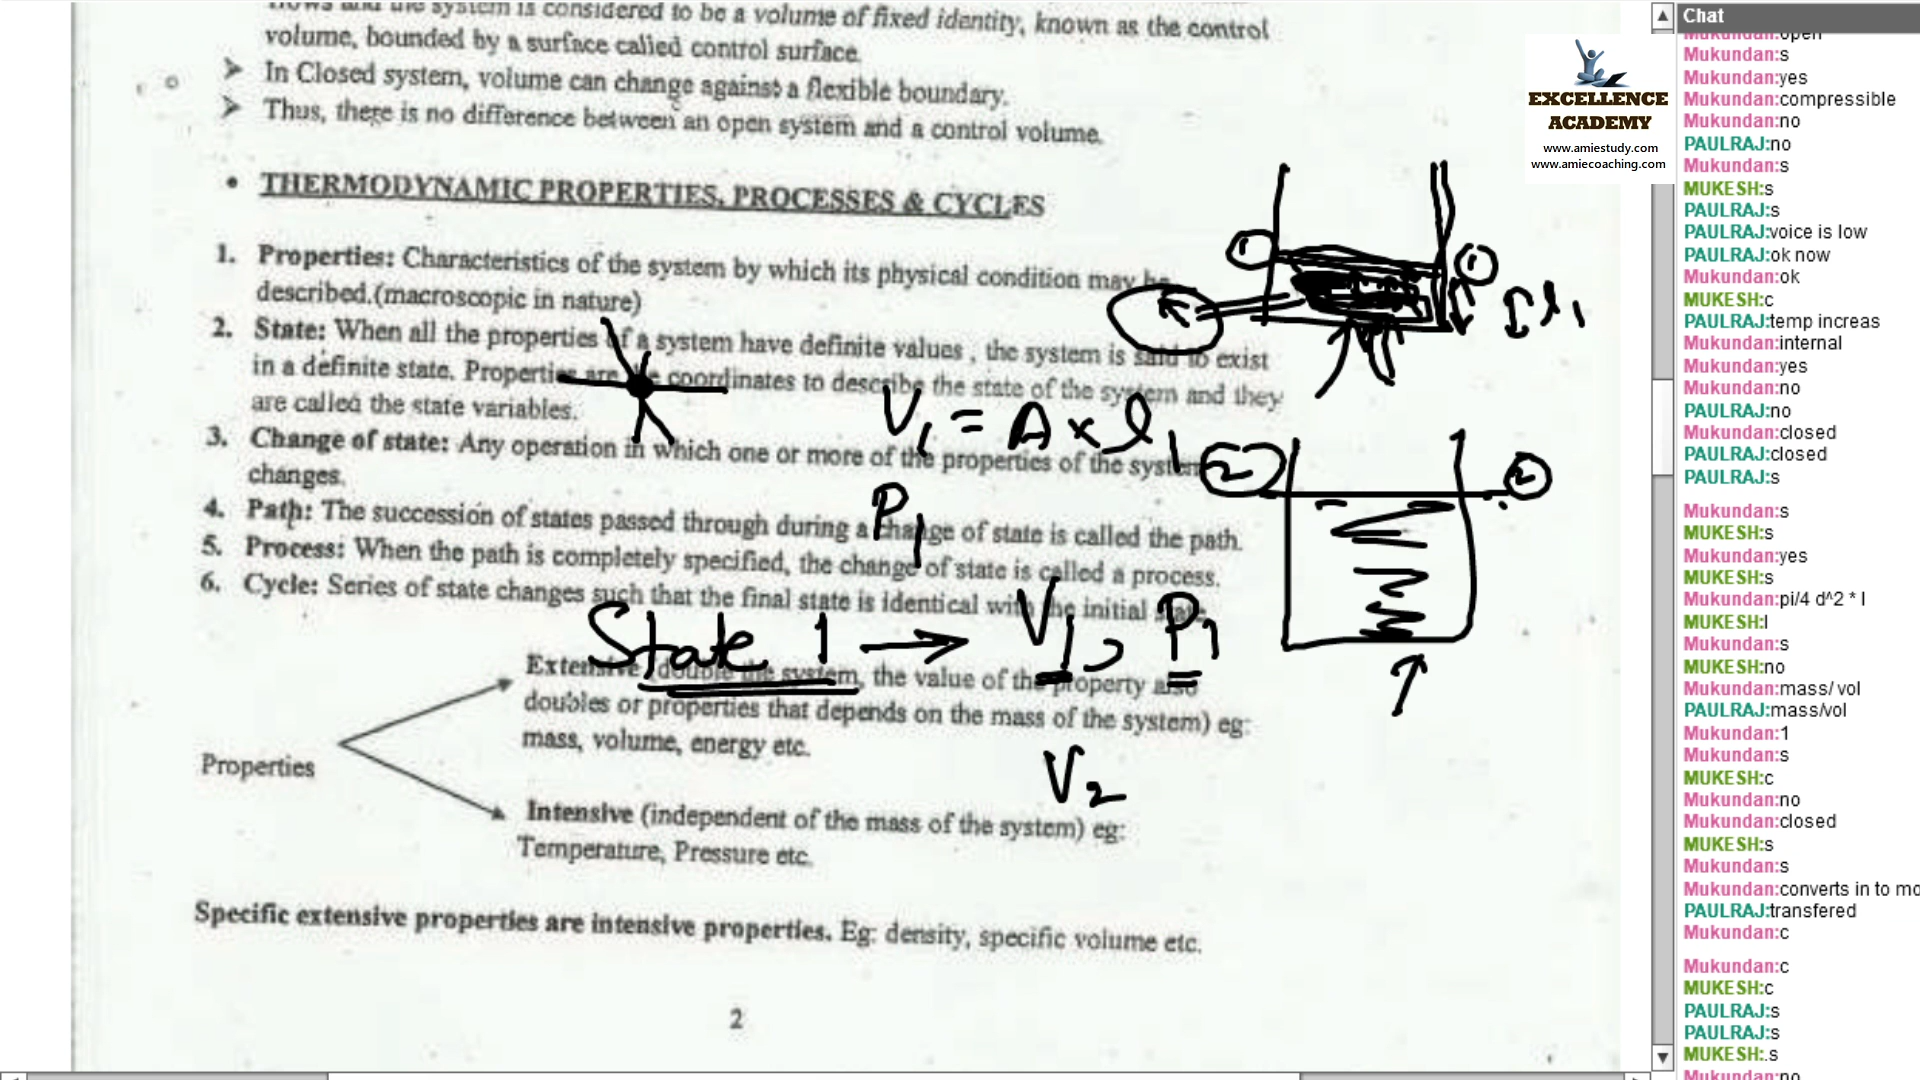 flows and the system is considered to be a volume of fixed identity, known as the control
volume, bounded by a surface called control surface.
➢ In Closed system, volume can change against a flexible boundary.
➢ Thus, there is no difference between an open system and a control volume.
• THERMODYNAMIC PROPERTIES, PROCESSES & CYCLES
1. Properties: Characteristics of the system by which its physical condition may be
described.(macroscopic in nature)
2. State: When all the properties of a system have definite values , the system is said to exist
in a definite state. Properties are the coordinates to describe the state of the system and they
are called the state variables.
3. Change of state: Any operation in which one or more of the properties of the system
changes.
4. Path: The succession of states passed through during a change of state is called the path.
5. Process: When the path is completely specified, the change of state is called a process.
6. Cycle: Series of state changes such that the final state is identical with the initial state.
Properties
Extensive (double the system, the value of the property also
doubles or properties that depends on the mass of the system) eg:
mass, volume, energy etc.
Intensive (independent of the mass of the system) eg:
Temperature, Pressure etc.
Specific extensive properties are intensive properties. Eg: density, specific volume etc.
2
V1 = A x l1
P1
State 1 → V1, P1
V2
1
1
l1
2
2
EXCELLENCE
ACADEMY
www.amiestudy.com
www.amiecoaching.com
Chat
Mukundan:open
Mukundan:s
Mukundan:yes
Mukundan:compressible
Mukundan:no
PAULRAJ:no
Mukundan:s
MUKESH:s
PAULRAJ:s
PAULRAJ:voice is low
PAULRAJ:ok now
Mukundan:ok
MUKESH:c
PAULRAJ:temp increas
Mukundan:internal
Mukundan:yes
Mukundan:no
PAULRAJ:no
Mukundan:closed
PAULRAJ:closed
PAULRAJ:s
Mukundan:s
MUKESH:s
Mukundan:yes
MUKESH:s
Mukundan:pi/4 d^2 * l
MUKESH:l
Mukundan:s
MUKESH:no
Mukundan:mass/ vol
PAULRAJ:mass/vol
Mukundan:1
Mukundan:s
MUKESH:c
Mukundan:no
Mukundan:closed
MUKESH:s
Mukundan:s
Mukundan:converts in to mo
PAULRAJ:transfered
Mukundan:c
Mukundan:c
MUKESH:c
PAULRAJ:s
PAULRAJ:s
MUKESH:.s
Mukundan:no